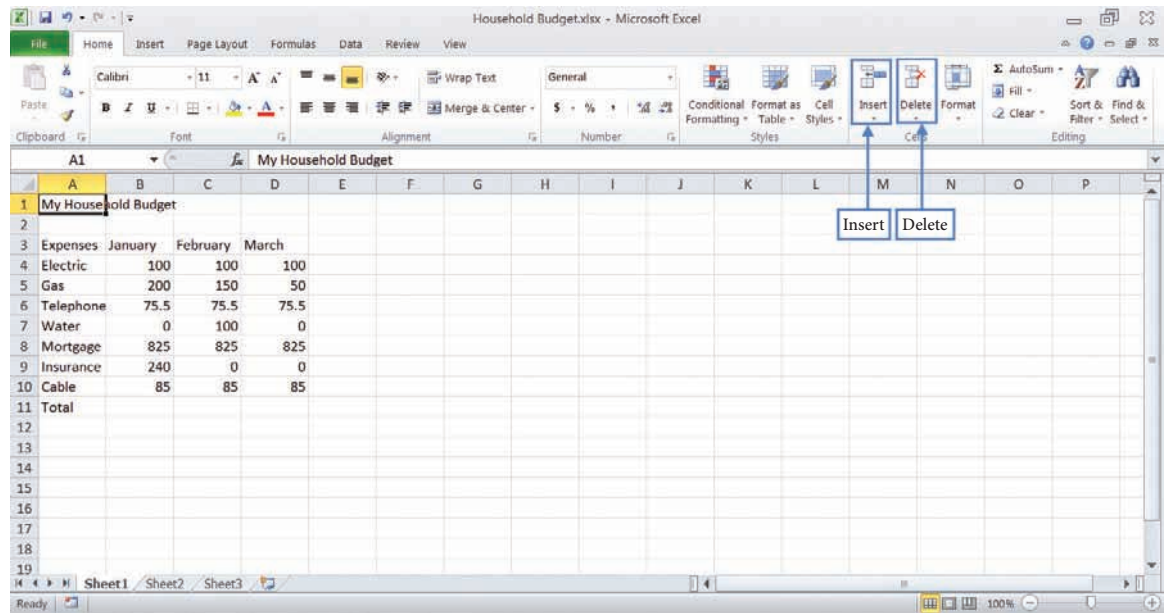 Household Budget.xlsx - Microsoft Excel
File Home Insert Page Layout Formulas Data Review View
Paste Calibri 11 A A Wrap Text General Conditional Formatting Format as Table Cell Styles Insert Delete Format Σ AutoSum Fill Clear Sort & Filter Find & Select
B I U A Merge & Center $ % ,
Clipboard Font Alignment Number Styles Cells Editing
A1 fx My Household Budget
A B C D E F G H I J K L M N O P
1 My Household Budget
Insert Delete
2
3 Expenses January February March
4 Electric 100 100 100
5 Gas 200 150 50
6 Telephone 75.5 75.5 75.5
7 Water 0 100 0
8 Mortgage 825 825 825
9 Insurance 240 0 0
10 Cable 85 85 85
11 Total
12
13
14
15
16
17
18
19
Sheet1 Sheet2 Sheet3
Ready 100%